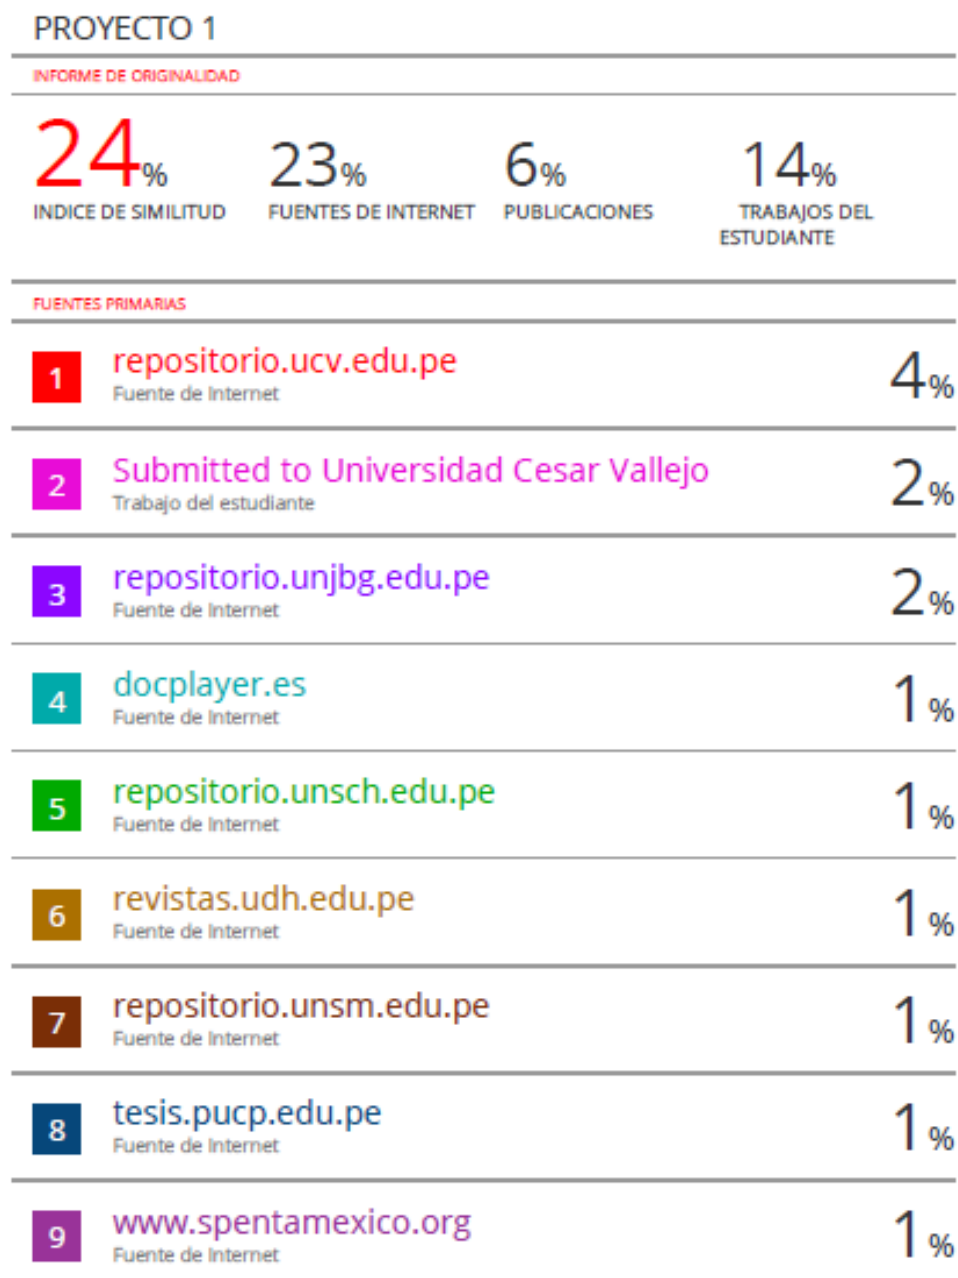 PROYECTO 1
INFORME DE ORIGINALIDAD
24% 23% 6% 14%
INDICE DE SIMILITUD FUENTES DE INTERNET PUBLICACIONES TRABAJOS DEL
ESTUDIANTE
FUENTES PRIMARIAS
1 repositorio.ucv.edu.pe 4%
Fuente de Internet
2 Submitted to Universidad Cesar Vallejo 2%
Trabajo del estudiante
3 repositorio.unjbg.edu.pe 2%
Fuente de Internet
4 docplayer.es 1%
Fuente de Internet
5 repositorio.unsch.edu.pe 1%
Fuente de Internet
6 revistas.udh.edu.pe 1%
Fuente de Internet
7 repositorio.unsm.edu.pe 1%
Fuente de Internet
8 tesis.pucp.edu.pe 1%
Fuente de Internet
9 www.spentamexico.org 1%
Fuente de Internet